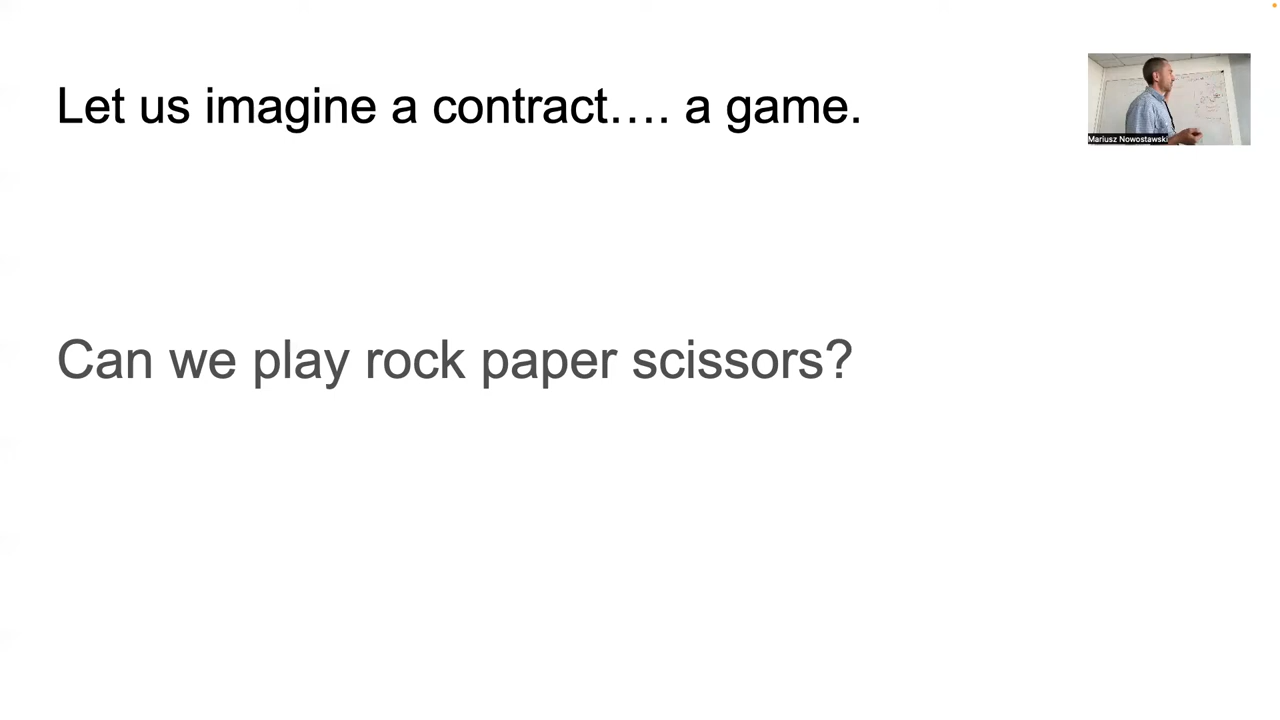 Let us imagine a contract…. a game.
Mariusz Nowostawski
Can we play rock paper scissors?